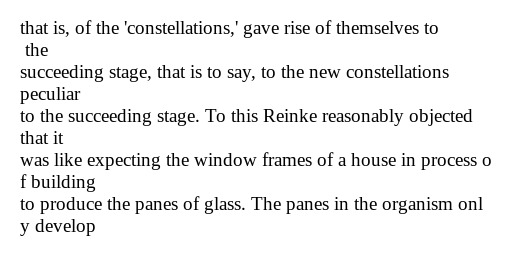 that is, of the 'constellations,' gave rise of themselves to
 the
succeeding stage, that is to say, to the new constellations
peculiar
to the succeeding stage. To this Reinke reasonably objected
that it
was like expecting the window frames of a house in process o
f building
to produce the panes of glass. The panes in the organism onl
y develop